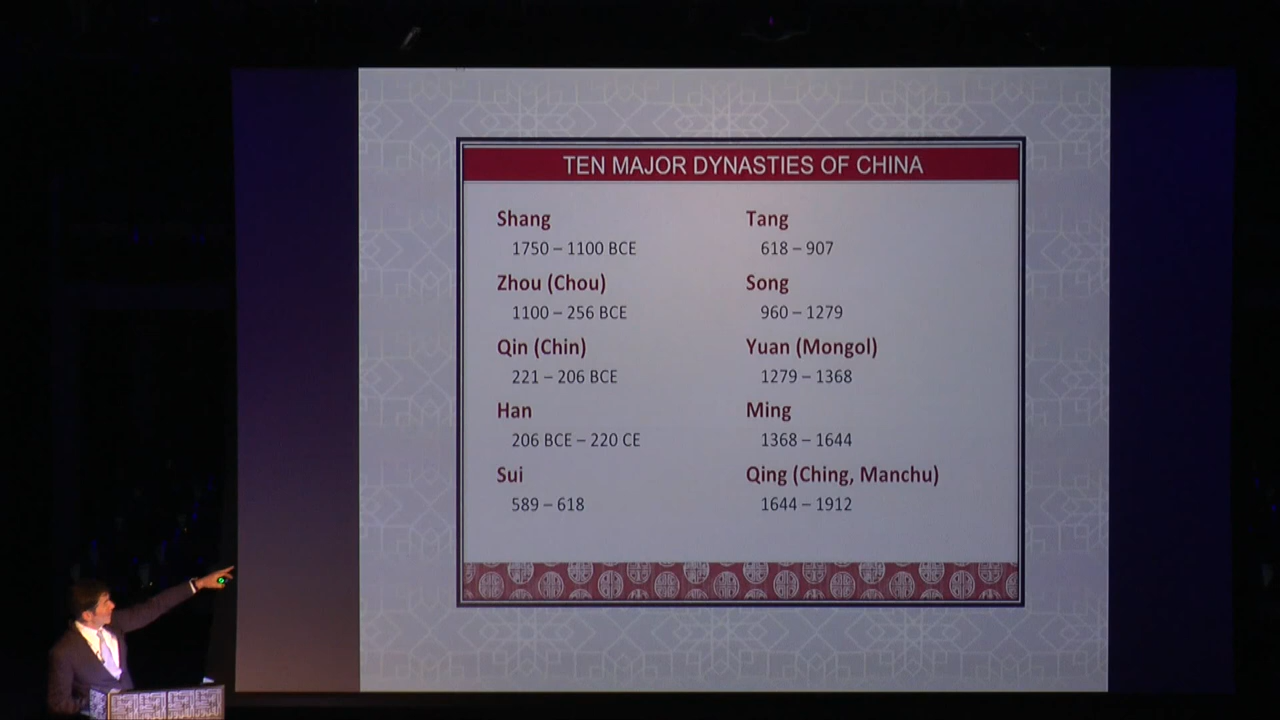 TEN MAJOR DYNASTIES OF CHINA
Shang
1750 – 1100 BCE
Zhou (Chou)
1100 – 256 BCE
Qin (Chin)
221 – 206 BCE
Han
206 BCE – 220 CE
Sui
589 – 618
Tang
618 – 907
Song
960 – 1279
Yuan (Mongol)
1279 – 1368
Ming
1368 – 1644
Qing (Ching, Manchu)
1644 – 1912